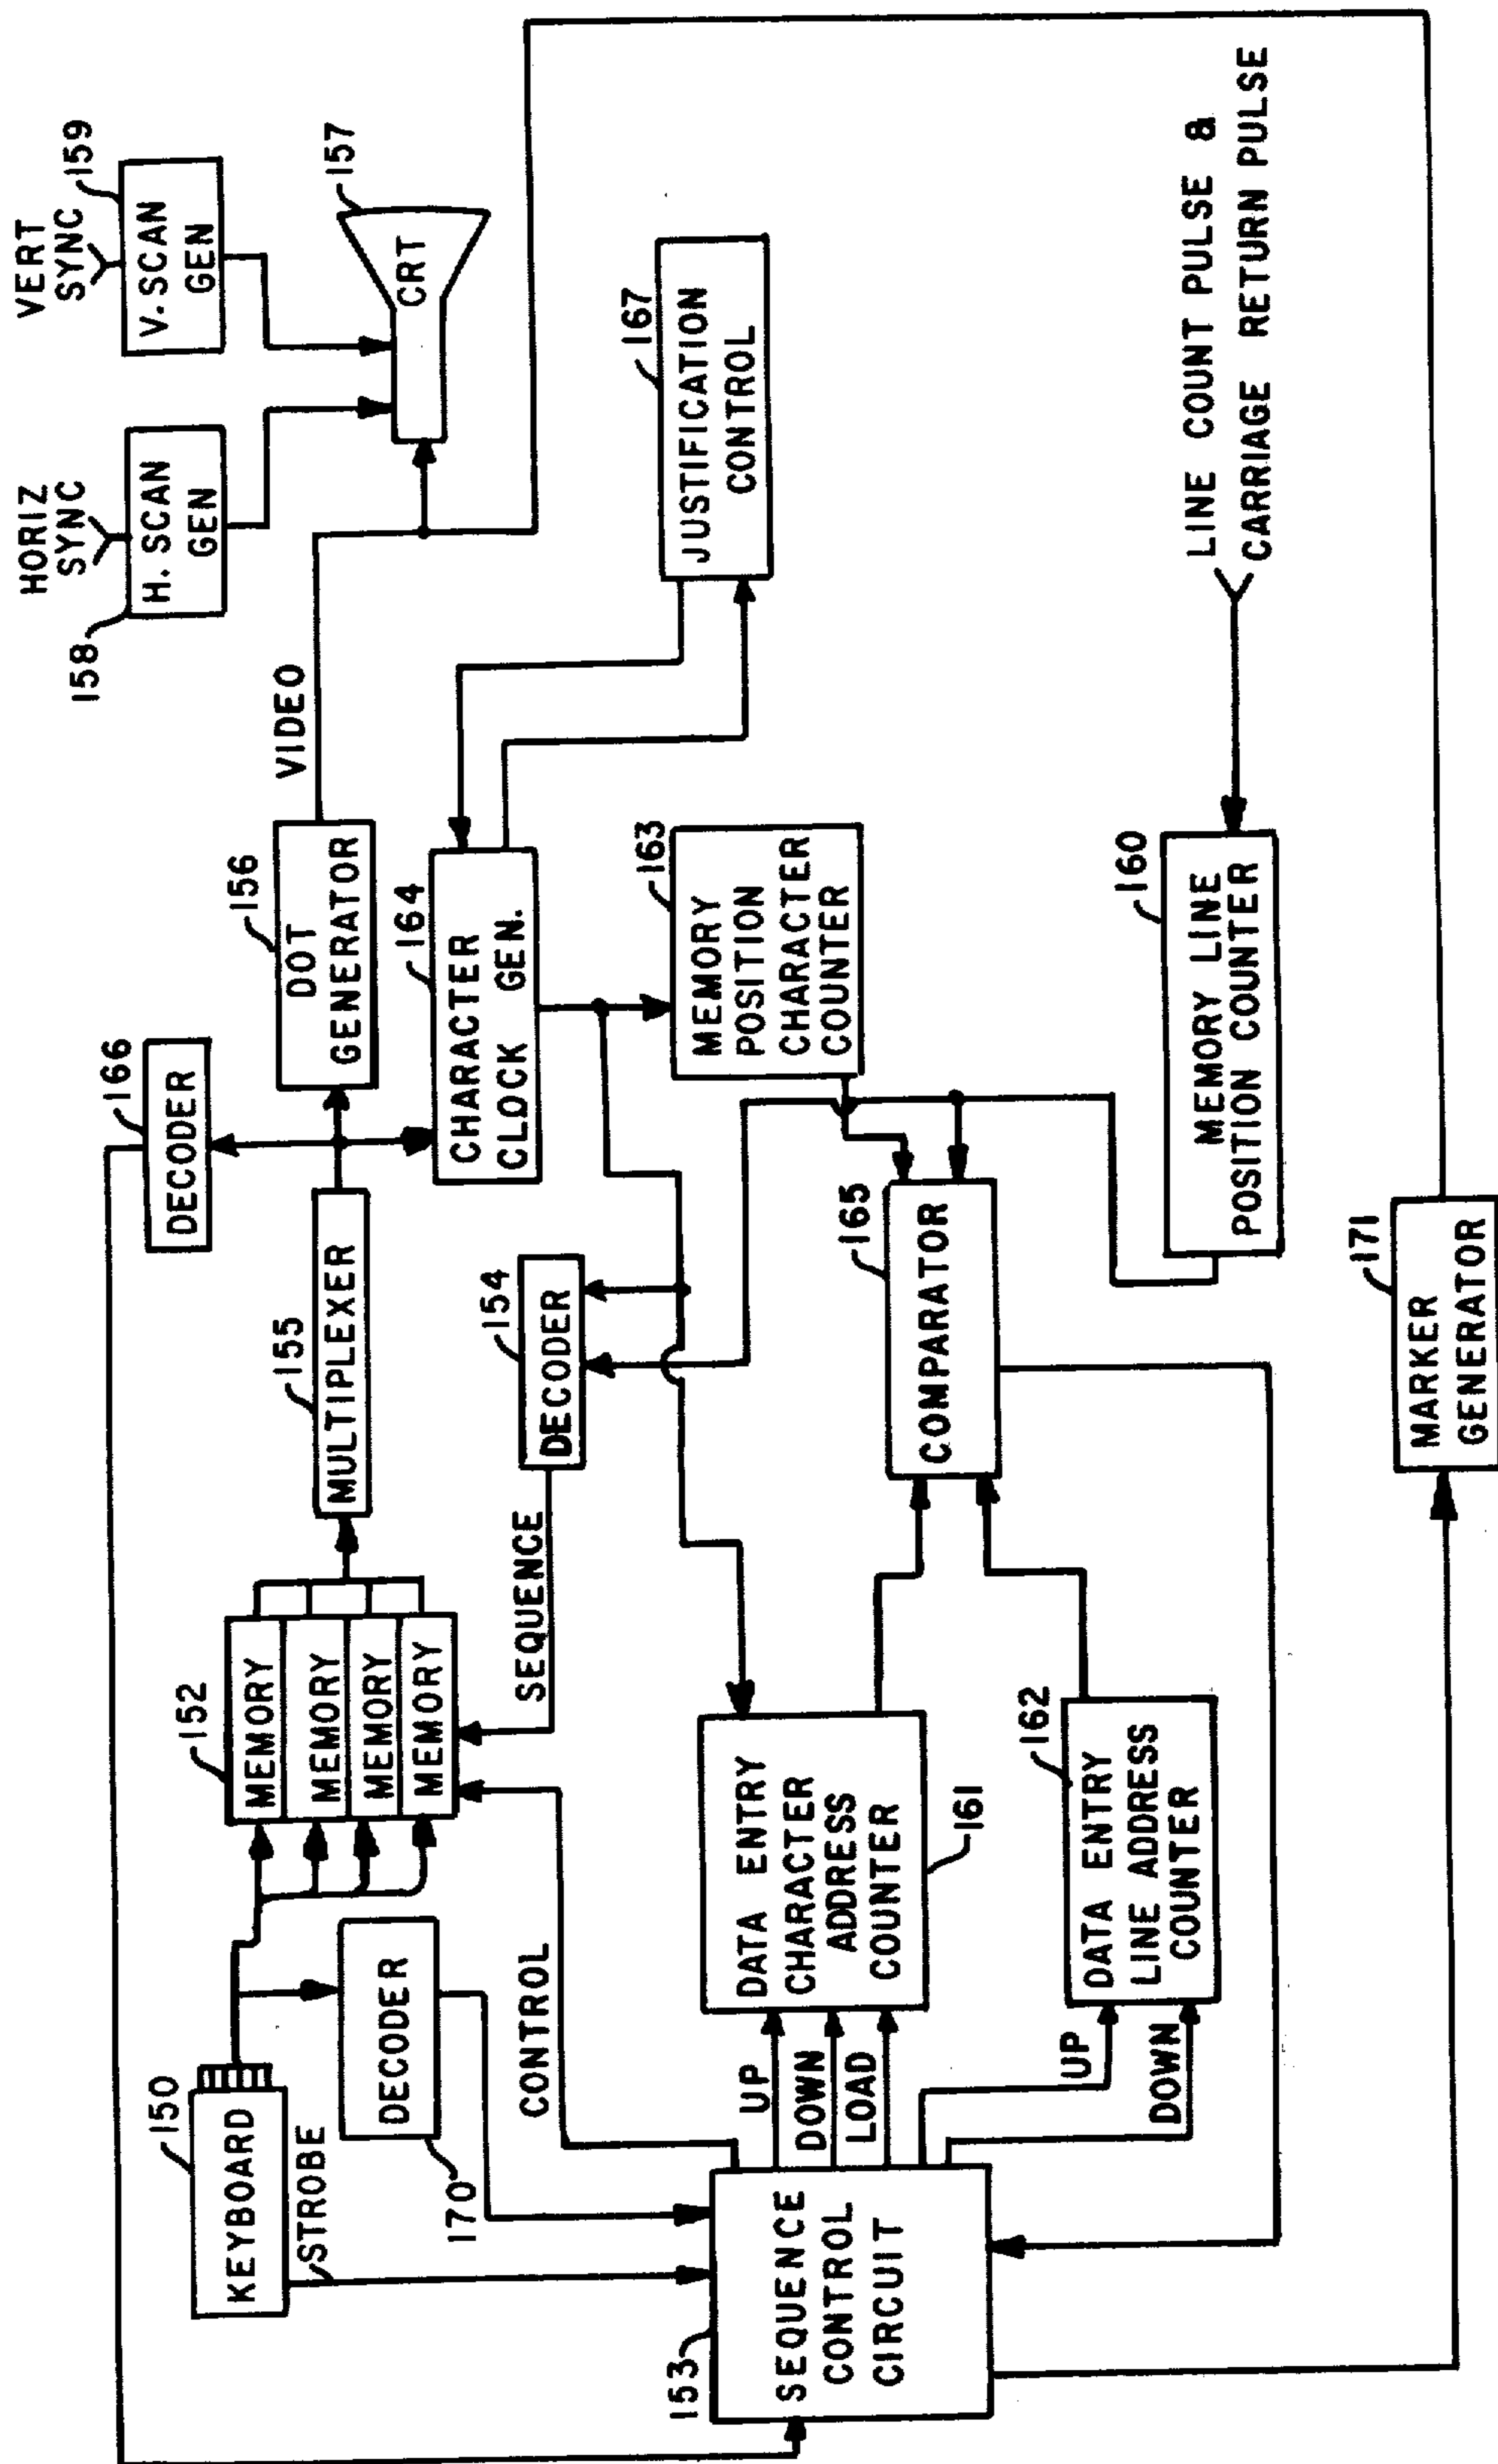 HORIZ
SYNC
VERT
SYNC
158
H. SCAN
GEN
159
V. SCAN
GEN
157
CRT
VIDEO
166
DECODER
156
DOT
GENERATOR
155
MULTIPLEXER
152
MEMORY
MEMORY
MEMORY
MEMORY
150
KEYBOARD
STROBE
170
DECODER
CONTROL
SEQUENCE
154
DECODER
164
CHARACTER
CLOCK GEN.
167
JUSTIFICATION
CONTROL
163
MEMORY
POSITION
CHARACTER
COUNTER
165
COMPARATOR
161
DATA ENTRY
CHARACTER
ADDRESS
COUNTER
UP
DOWN
LOAD
153
SEQUENCE
CONTROL
CIRCUIT
162
DATA ENTRY
LINE ADDRESS
COUNTER
UP
DOWN
160
MEMORY LINE
POSITION COUNTER
LINE COUNT PULSE &
CARRIAGE RETURN PULSE
171
MARKER
GENERATOR